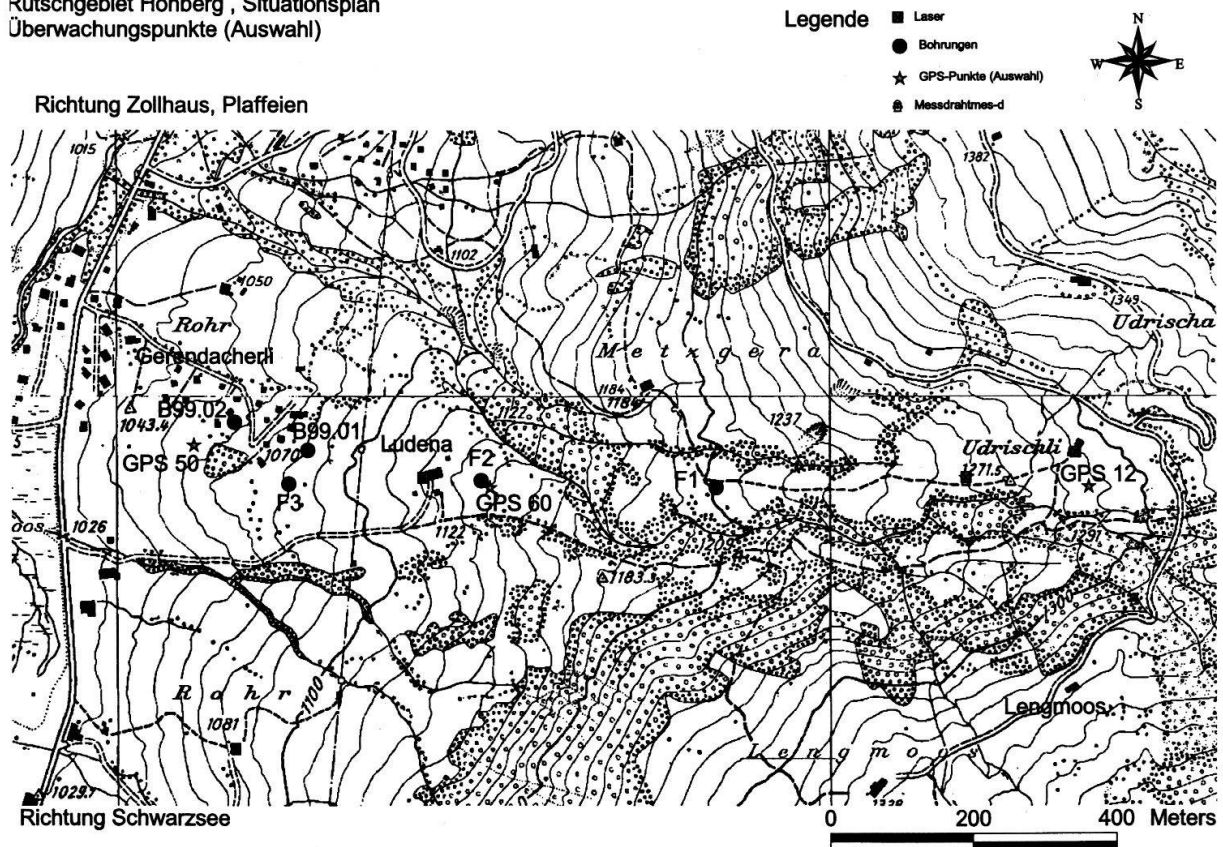 Rutschgebiet Hohberg , Situationsplan
Überwachungspunkte (Auswahl)
Legende
Laser
Bohrungen
GPS-Punkte (Auswahl)
Messdrahtmes-d
N
W E
S
Richtung Zollhaus, Plaffeien
1015
1382
1102
1050
1349
Rohr
Udrischa
Gerendacherli
Metzgera
1184
1184
1122
B99.02
1043.4
1237
B99.01
Ludena
Udrischli
GPS 50
1070
F2
F1
1271.5
GPS 12
F3
GPS 60
oos
1026
1122
1291
1183.3
1300
Rohr
1100
1081
Lengmoos
Lengmoos
1029.7
Richtung Schwarzsee
0 200 400 Meters